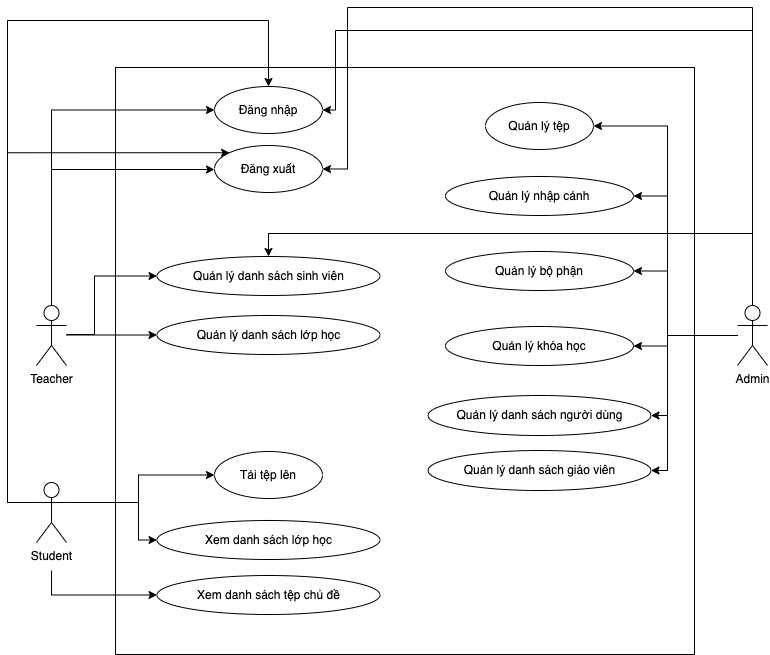 Đăng nhập
Quản lý tệp
Đăng xuất
Quản lý nhập cảnh
Quản lý danh sách sinh viên
Quản lý bộ phận
Quản lý danh sách lớp học
Quản lý khóa học
Teacher
Admin
Quản lý danh sách người dùng
Tải tệp lên
Quản lý danh sách giáo viên
Xem danh sách lớp học
Student
Xem danh sách tệp chủ đề